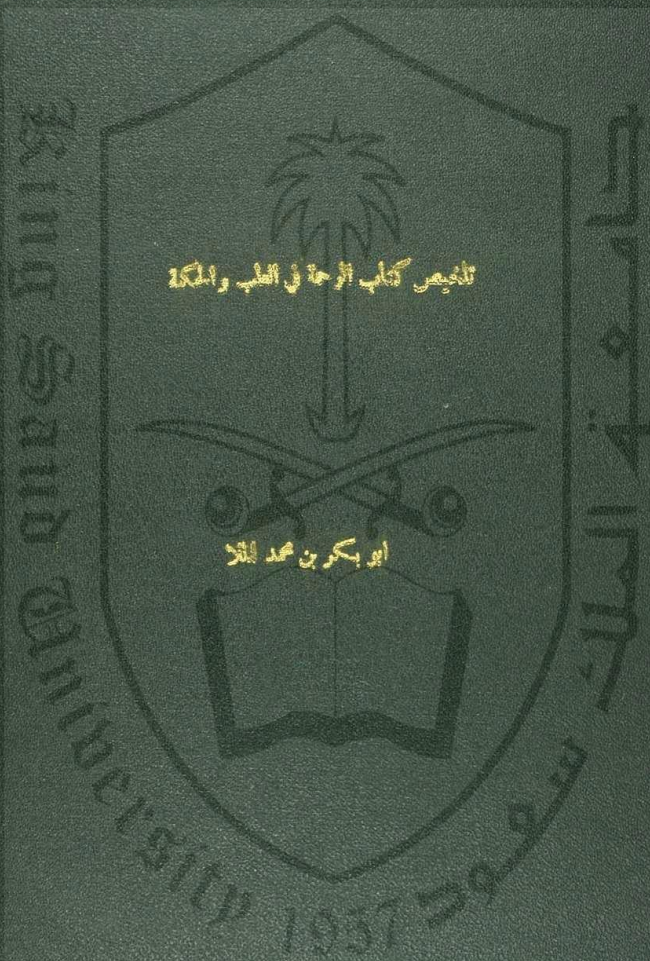 تلخيص كتاب الرحمة في الطب والحكمة
ابو بكر بن محمد الملا
King Saud University 1957
جامعة الملك سعود